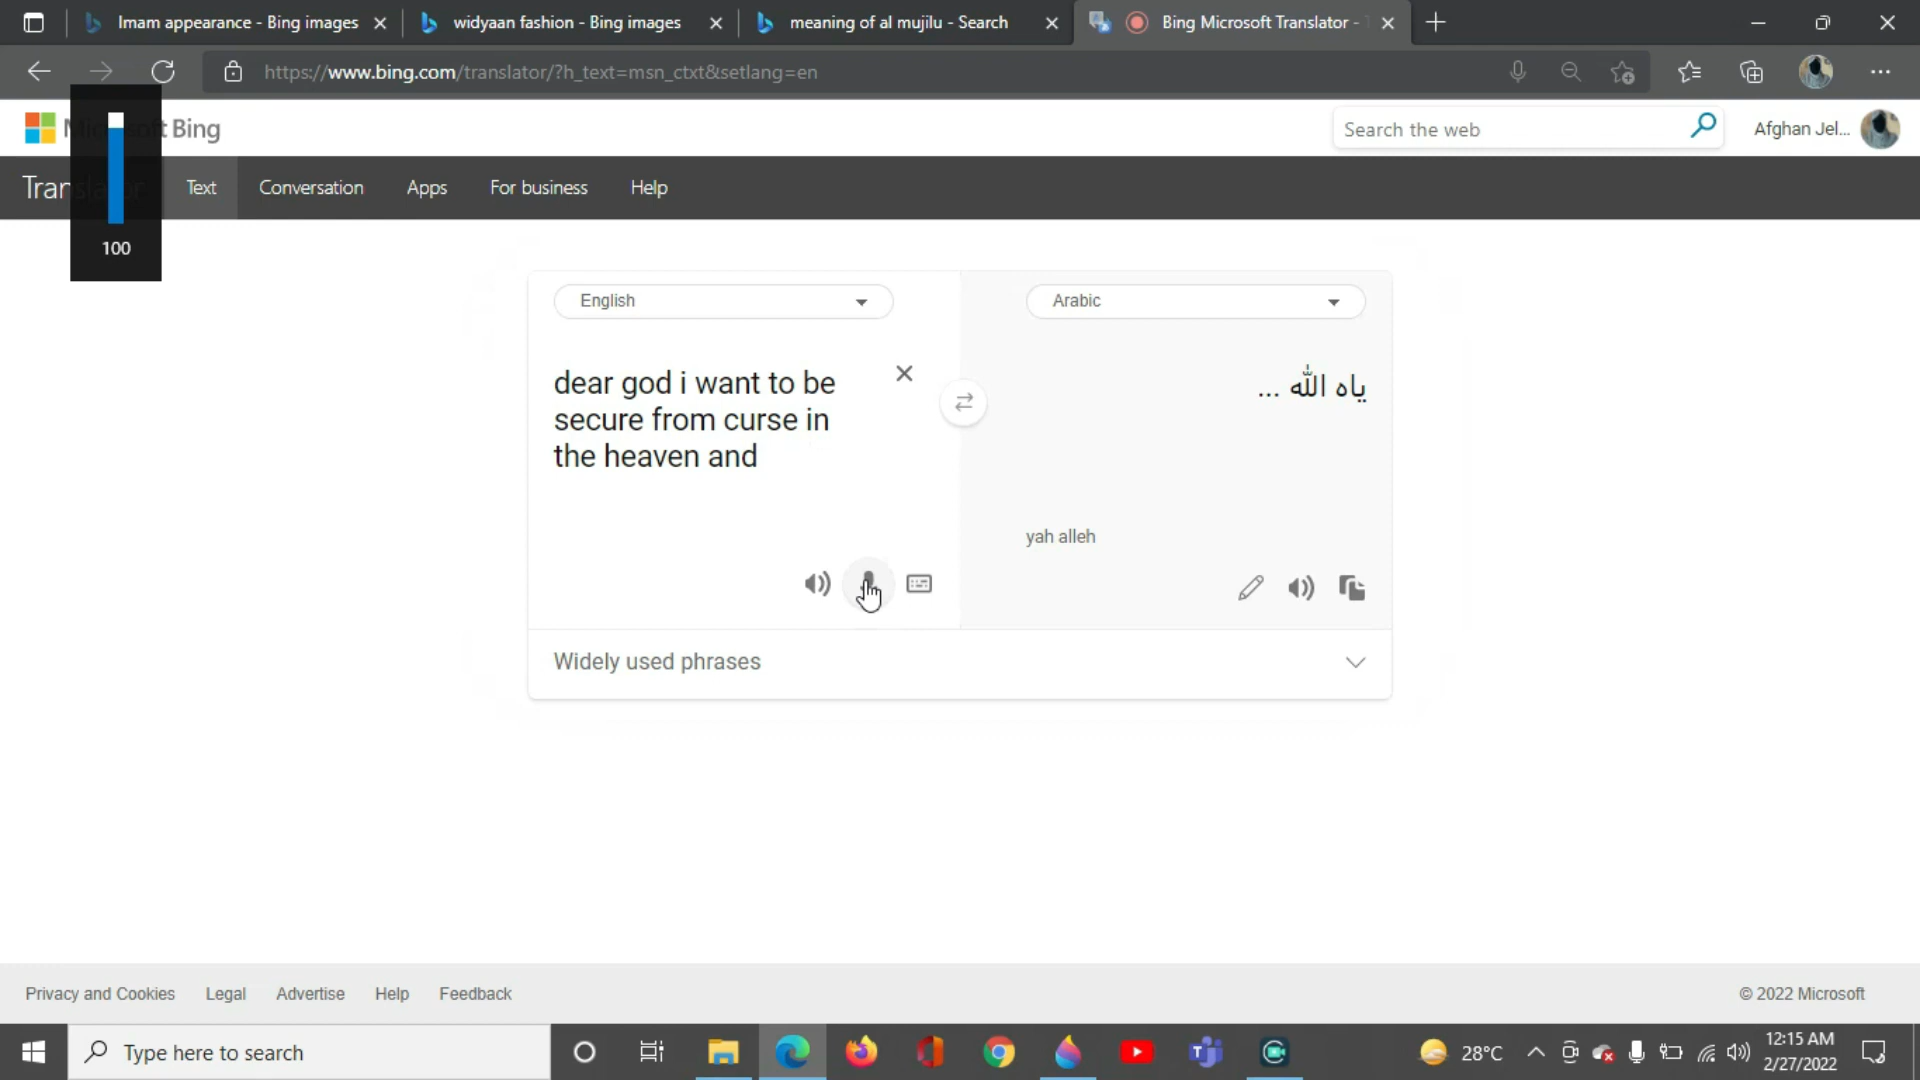 Imam appearance - Bing images
widyaan fashion - Bing images
meaning of al mujilu - Search
Bing Microsoft Translator -
https://www.bing.com/translator/?h_text=msn_ctxt&setlang=en
Bing
Search the web
Afghan Jel...
Text
Conversation
Apps
For business
Help
100
English
Arabic
dear god i want to be
secure from curse in
the heaven and
ياه الله ...
yah alleh
Widely used phrases
Privacy and Cookies
Legal
Advertise
Help
Feedback
© 2022 Microsoft
Type here to search
28°C
12:15 AM
2/27/2022